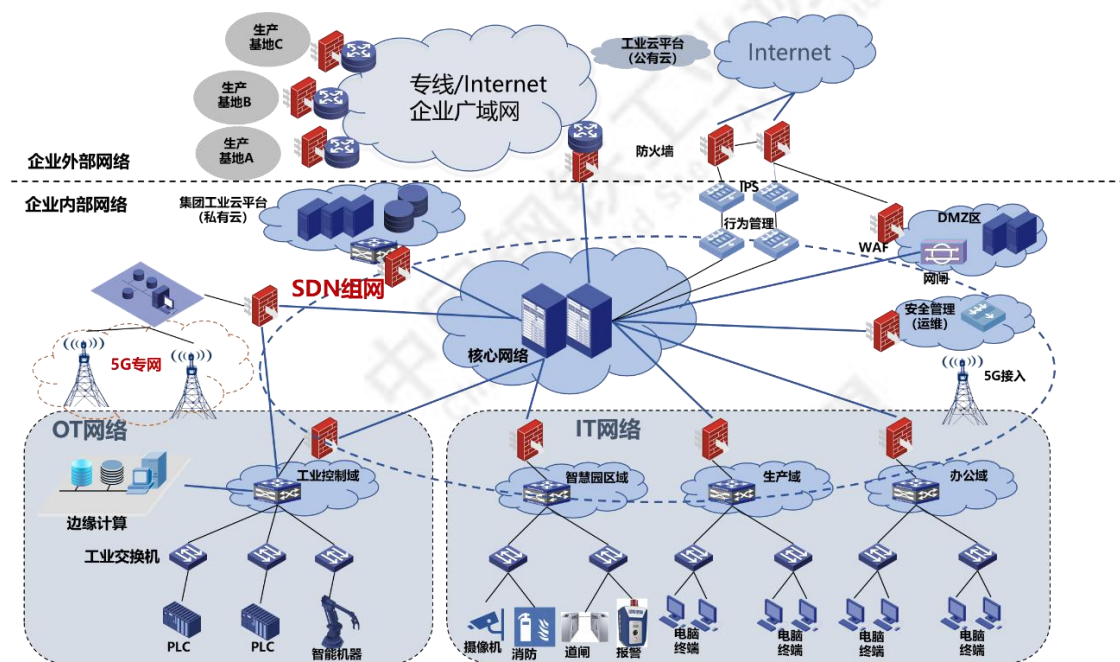 生产
基地C
生产
基地B
生产
基地A
专线/Internet
企业广域网
工业云平台
(公有云)
Internet
防火墙
企业外部网络
企业内部网络
集团工业云平台
(私有云)
IPS
行为管理
WAF
DMZ区
网闸
SDN组网
安全管理
(运维)
核心网络
5G专网
5G接入
OT网络
IT网络
工业控制域
智慧园区域
生产域
办公域
边缘计算
工业交换机
PLC
PLC
智能机器
摄像机
消防
道闸
报警
电脑
终端
电脑
终端
电脑
终端
电脑
终端